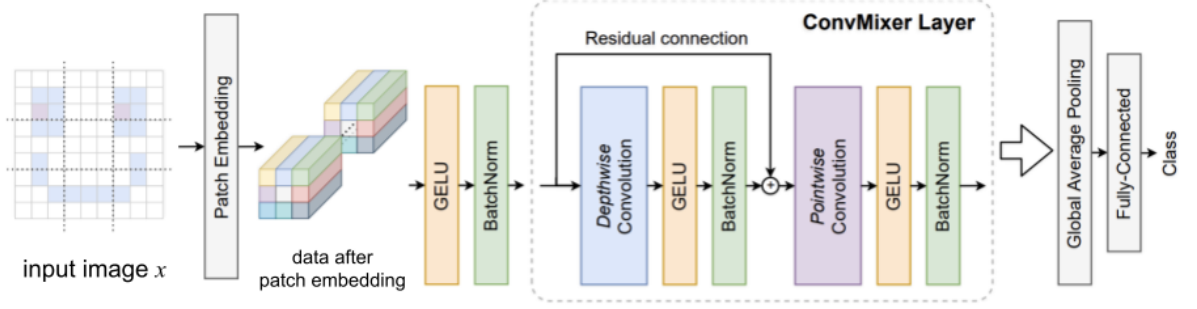 ConvMixer Layer
Residual connection
Patch Embedding
GELU
BatchNorm
Depthwise
Convolution
GELU
BatchNorm
+
Pointwise
Convolution
GELU
BatchNorm
Global Average Pooling
Fully-Connected
Class
input image x
data after
patch embedding